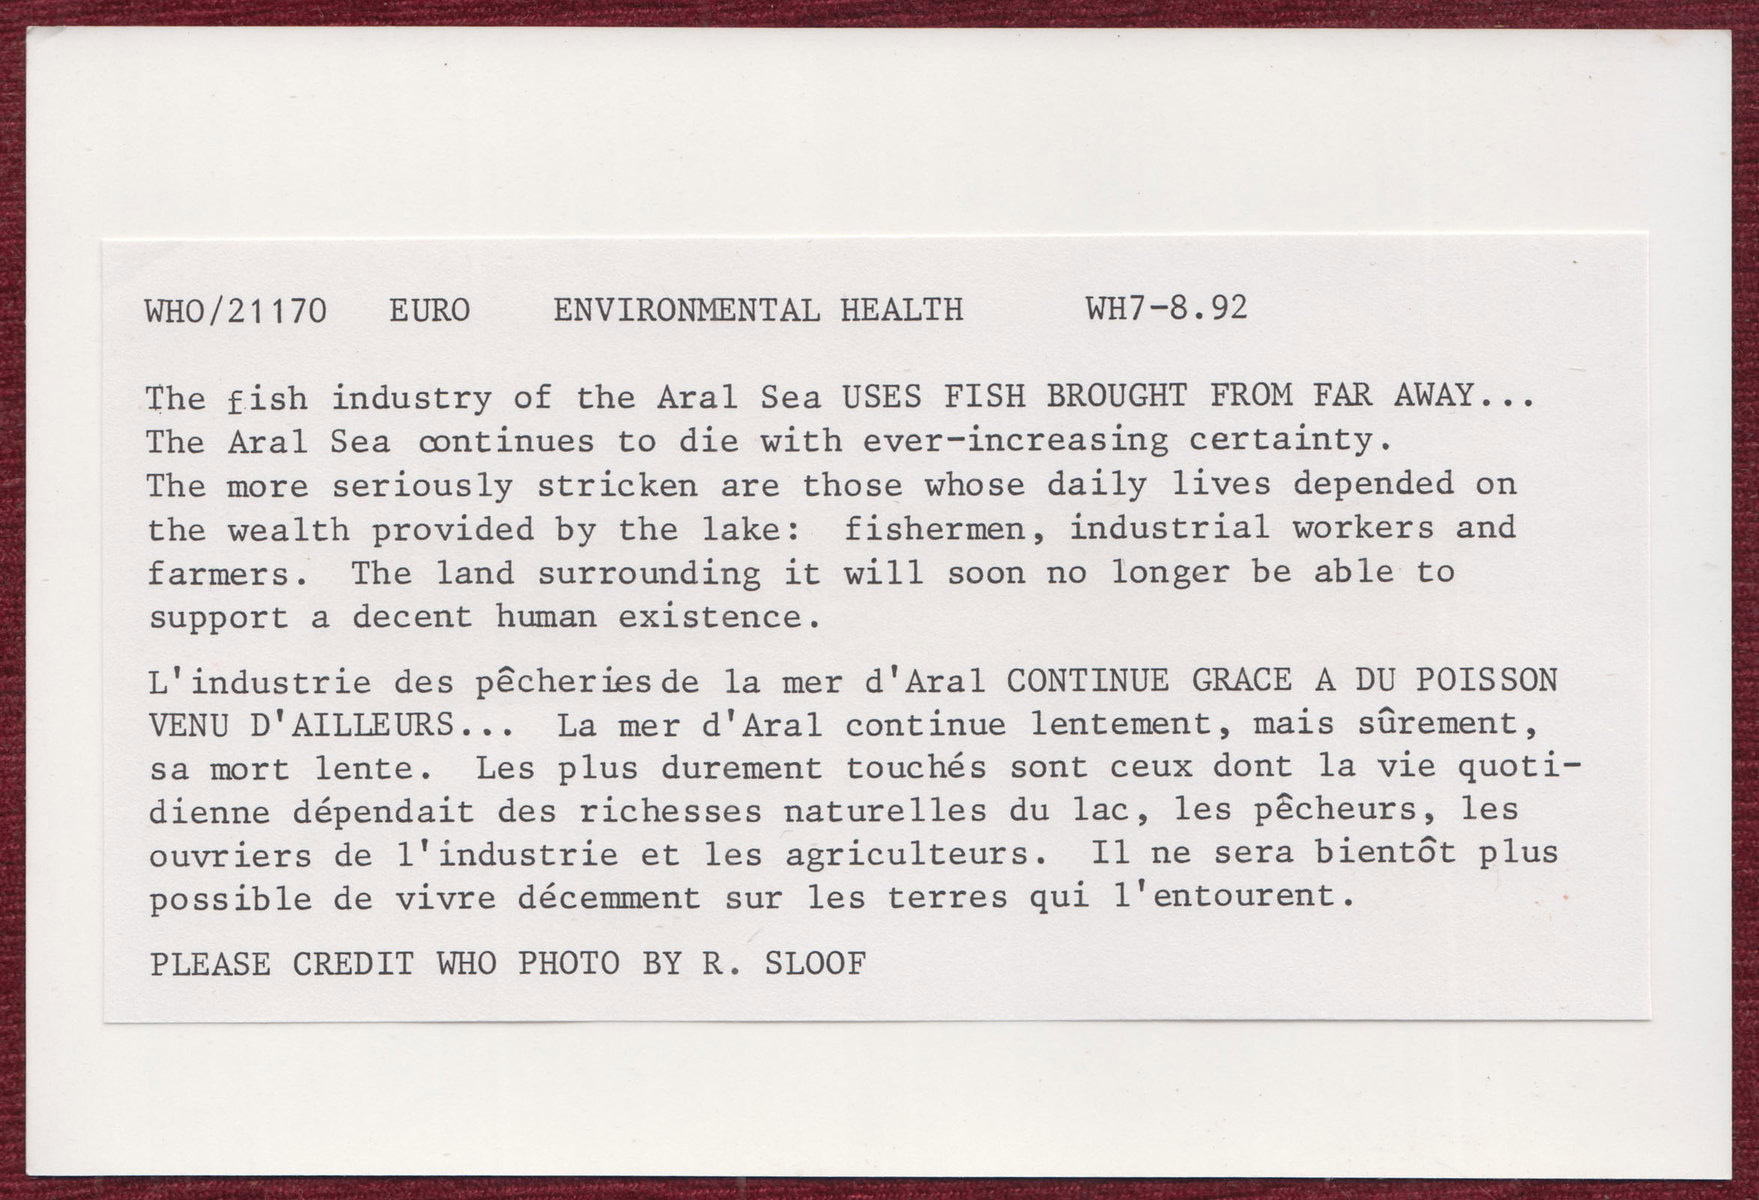 WHO/21170 EURO ENVIRONMENTAL HEALTH WH7-8.92
The fish industry of the Aral Sea USES FISH BROUGHT FROM FAR AWAY...
The Aral Sea continues to die with ever-increasing certainty.
The more seriously stricken are those whose daily lives depended on
the wealth provided by the lake: fishermen, industrial workers and
farmers. The land surrounding it will soon no longer be able to
support a decent human existence.
L'industrie des pêcheries de la mer d'Aral CONTINUE GRACE A DU POISSON
VENU D'AILLEURS... La mer d'Aral continue lentement, mais sûrement,
sa mort lente. Les plus durement touchés sont ceux dont la vie quoti-
dienne dépendait des richesses naturelles du lac, les pêcheurs, les
ouvriers de l'industrie et les agriculteurs. Il ne sera bientôt plus
possible de vivre décemment sur les terres qui l'entourent.
PLEASE CREDIT WHO PHOTO BY R. SLOOF